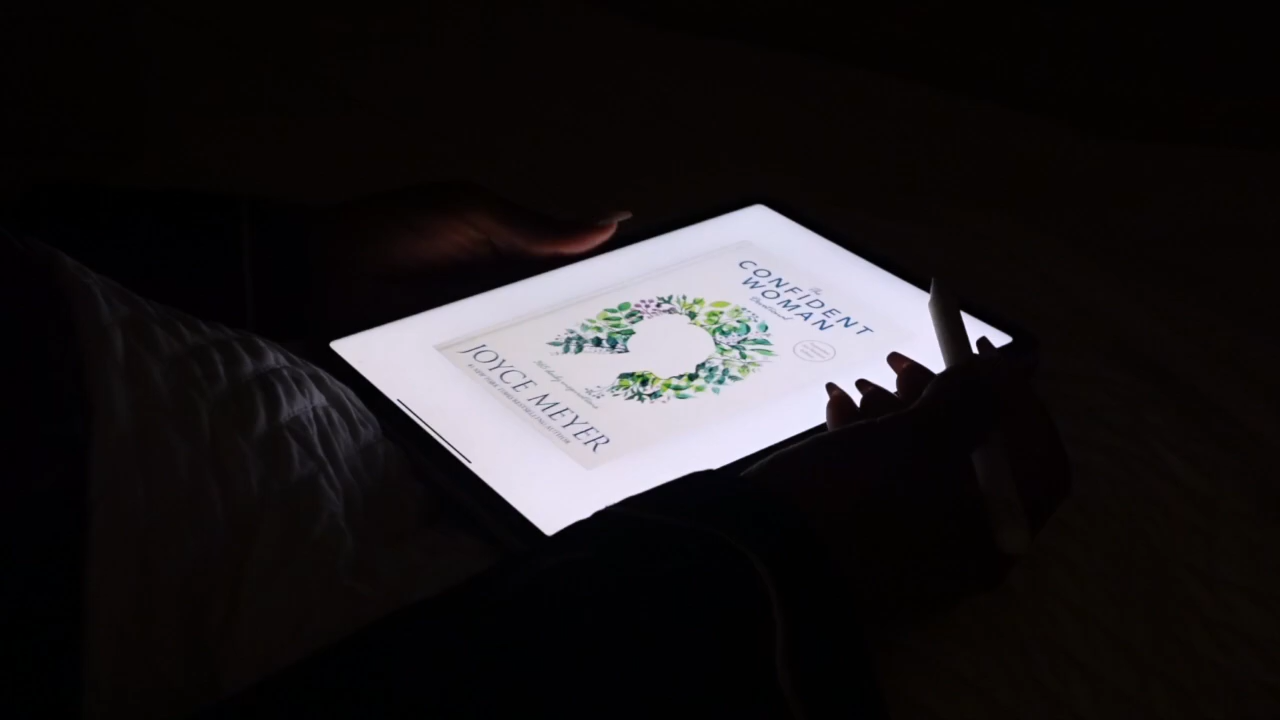 The
CONFIDENT
WOMAN
Devotional
365 daily inspirations
JOYCE MEYER
#1 NEW YORK TIMES BESTSELLING AUTHOR